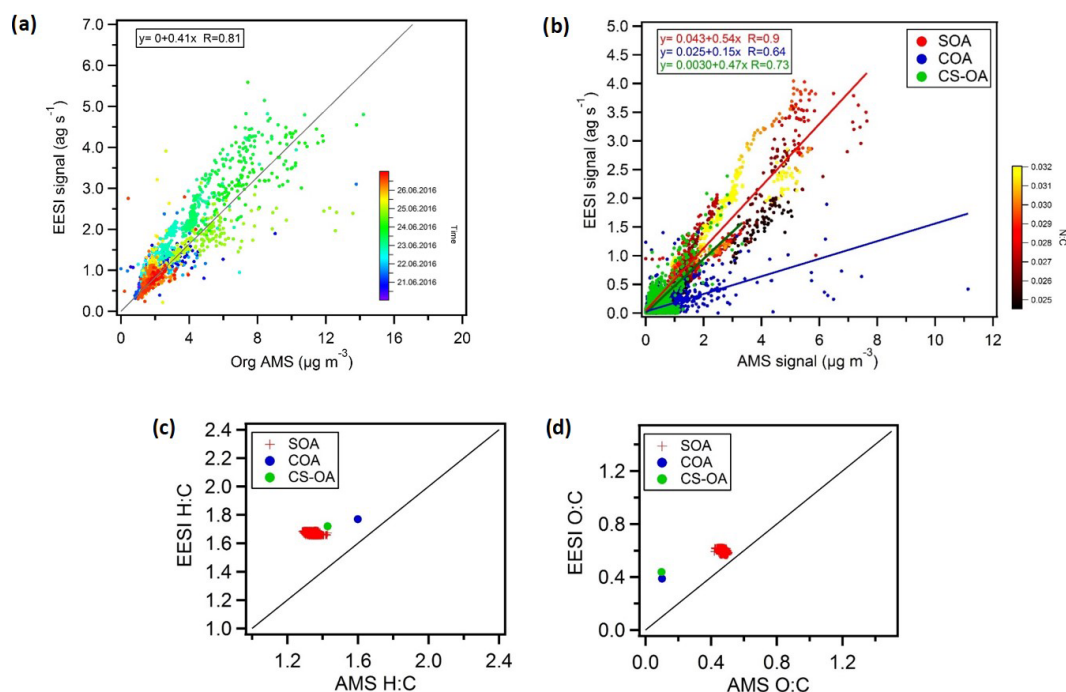 (a)
7.0
6.0
5.0
4.0
3.0
2.0
1.0
0.0
EESI signal (ag s⁻¹)
y= 0+0.41x R=0.81
26.06.2016
25.06.2016
24.06.2016
23.06.2016
22.06.2016
21.06.2016
20.06.2016
Time
0 4 8 12 16 20
Org AMS (µg m⁻³)
(b)
5.0
4.5
4.0
3.5
3.0
2.5
2.0
1.5
1.0
0.5
0.0
EESI signal (ag s⁻¹)
y= 0.043+0.54x R=0.9
y= 0.025+0.15x R=0.64
y= 0.0030+0.47x R=0.73
SOA
COA
CS-OA
0.032
0.030
0.029
0.028
0.026
0.025
N:C
0 2 4 6 8 10 12
AMS signal (µg m⁻³)
(c)
2.4
2.2
2.0
1.8
1.6
1.4
1.2
1.0
EESI H:C
SOA
COA
CS-OA
1.2 1.6 2.0 2.4
AMS H:C
(d)
1.2
0.8
0.4
0.0
EESI O:C
SOA
COA
CS-OA
0.0 0.4 0.8 1.2
AMS O:C